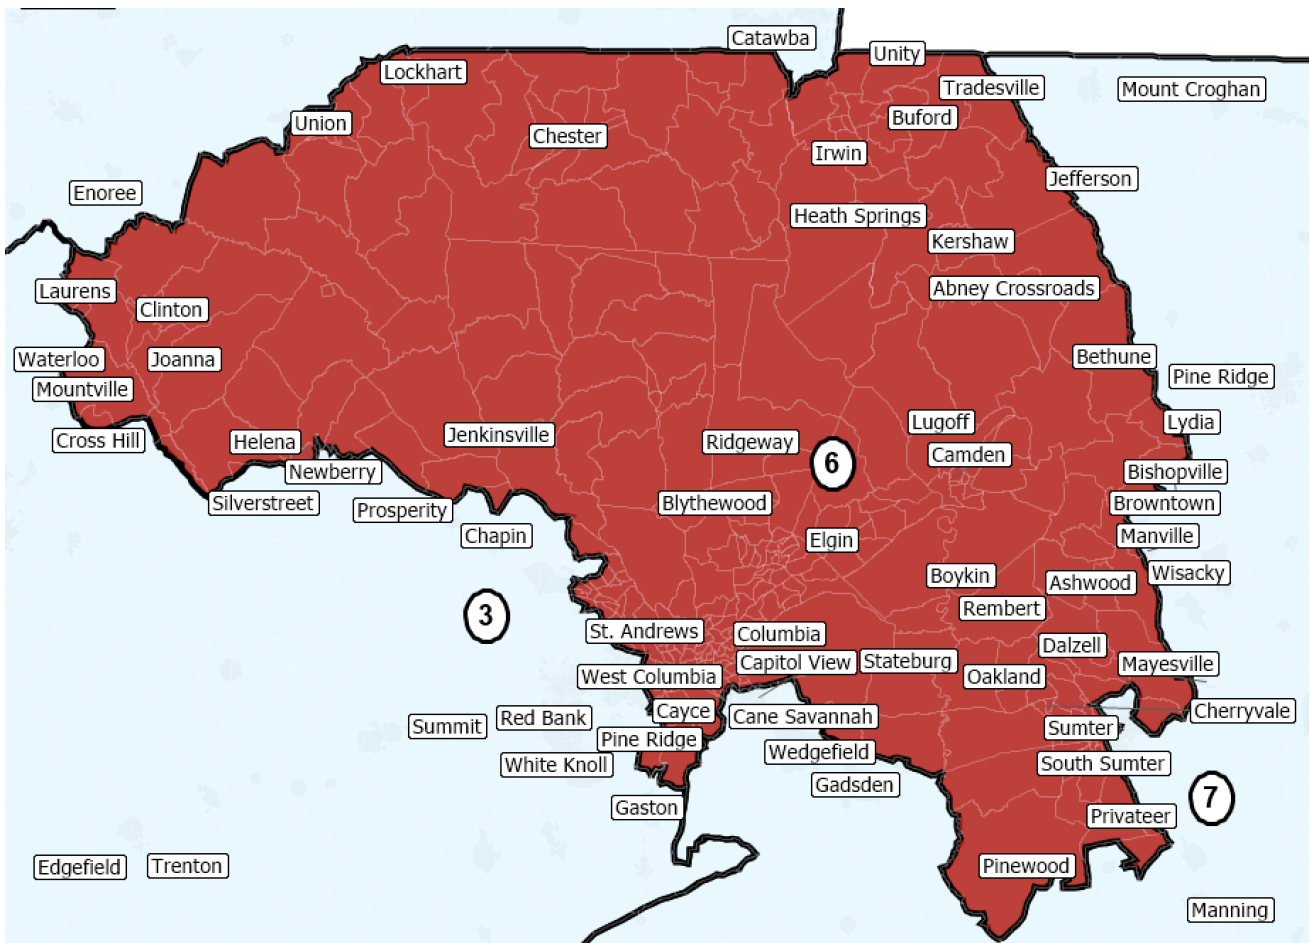 Catawba
Unity
Lockhart
Tradesville
Mount Croghan
Union
Chester
Buford
Irwin
Jefferson
Enoree
Heath Springs
Kershaw
Laurens
Clinton
Abney Crossroads
Waterloo
Joanna
Bethune
Mountville
Pine Ridge
Cross Hill
Helena
Jenkinsville
Ridgeway
Lugoff
Lydia
Camden
6
Newberry
Bishopville
Silverstreet
Prosperity
Blythewood
Browntown
Chapin
Elgin
Manville
Boykin
Ashwood
Wisacky
3
Rembert
St. Andrews
Columbia
Dalzell
Capitol View
Stateburg
Mayesville
West Columbia
Oakland
Summit
Red Bank
Cayce
Cane Savannah
Cherryvale
Sumter
Pine Ridge
Wedgefield
White Knoll
South Sumter
Gadsden
7
Gaston
Privateer
Edgefield
Trenton
Pinewood
Manning